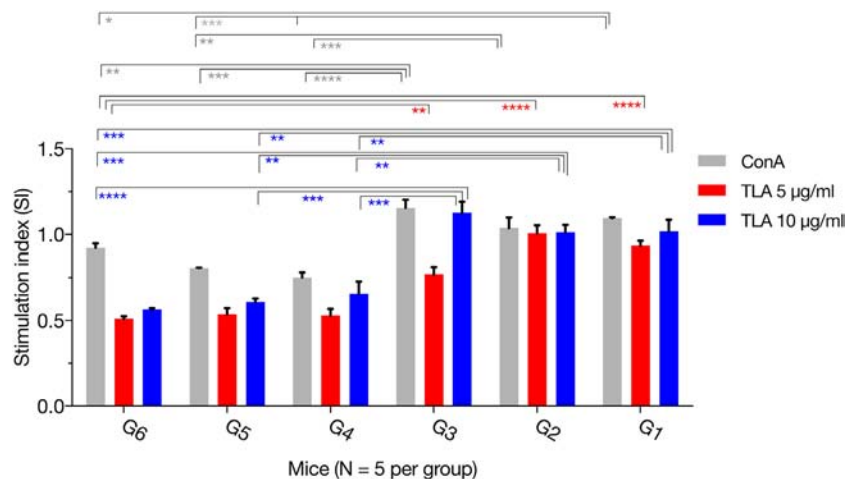 * *** 
** ***
** *** ****
** **** ****
*** ** **
*** ** **
**** *** ***
1.5
1.0
0.5
0.0
Stimulation index (SI)
G6 G5 G4 G3 G2 G1
Mice (N = 5 per group)
ConA
TLA 5 µg/ml
TLA 10 µg/ml